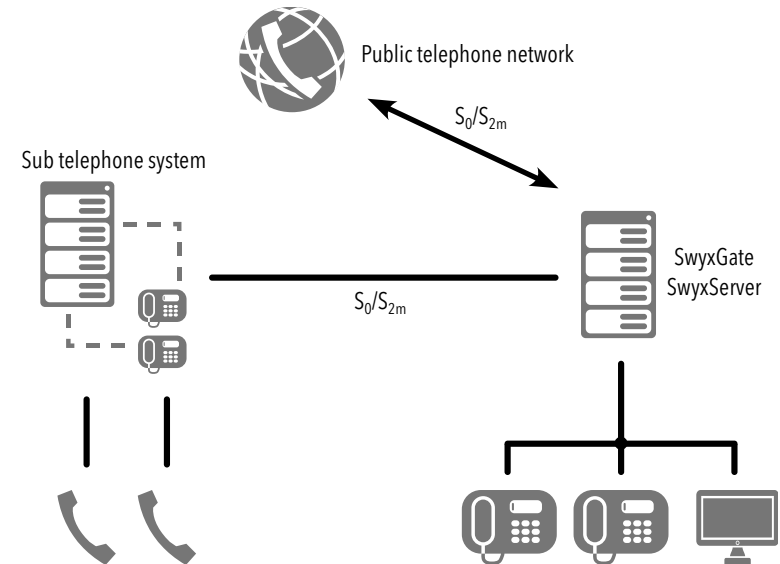 Public telephone network
S₀/S₂ₘ
Sub telephone system
SwyxGate
SwyxServer
S₀/S₂ₘ